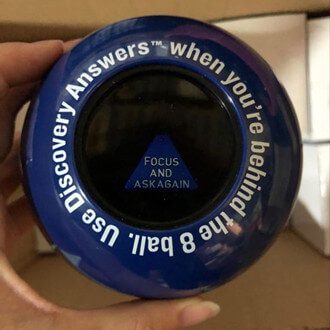 Use Discovery Answers™ when you're behind the 8 ball.
FOCUS
AND
ASKAGAIN